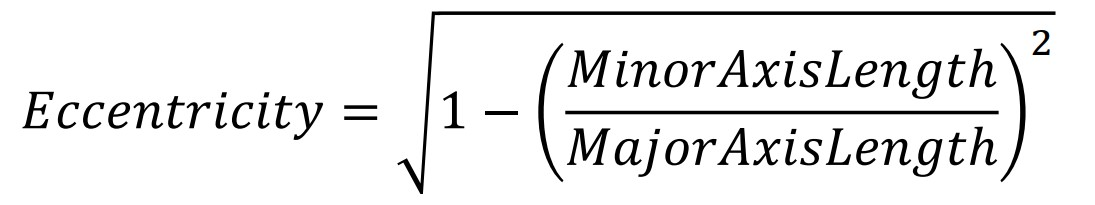 Eccentricity = √(1 − (MinorAxisLength / MajorAxisLength)²)